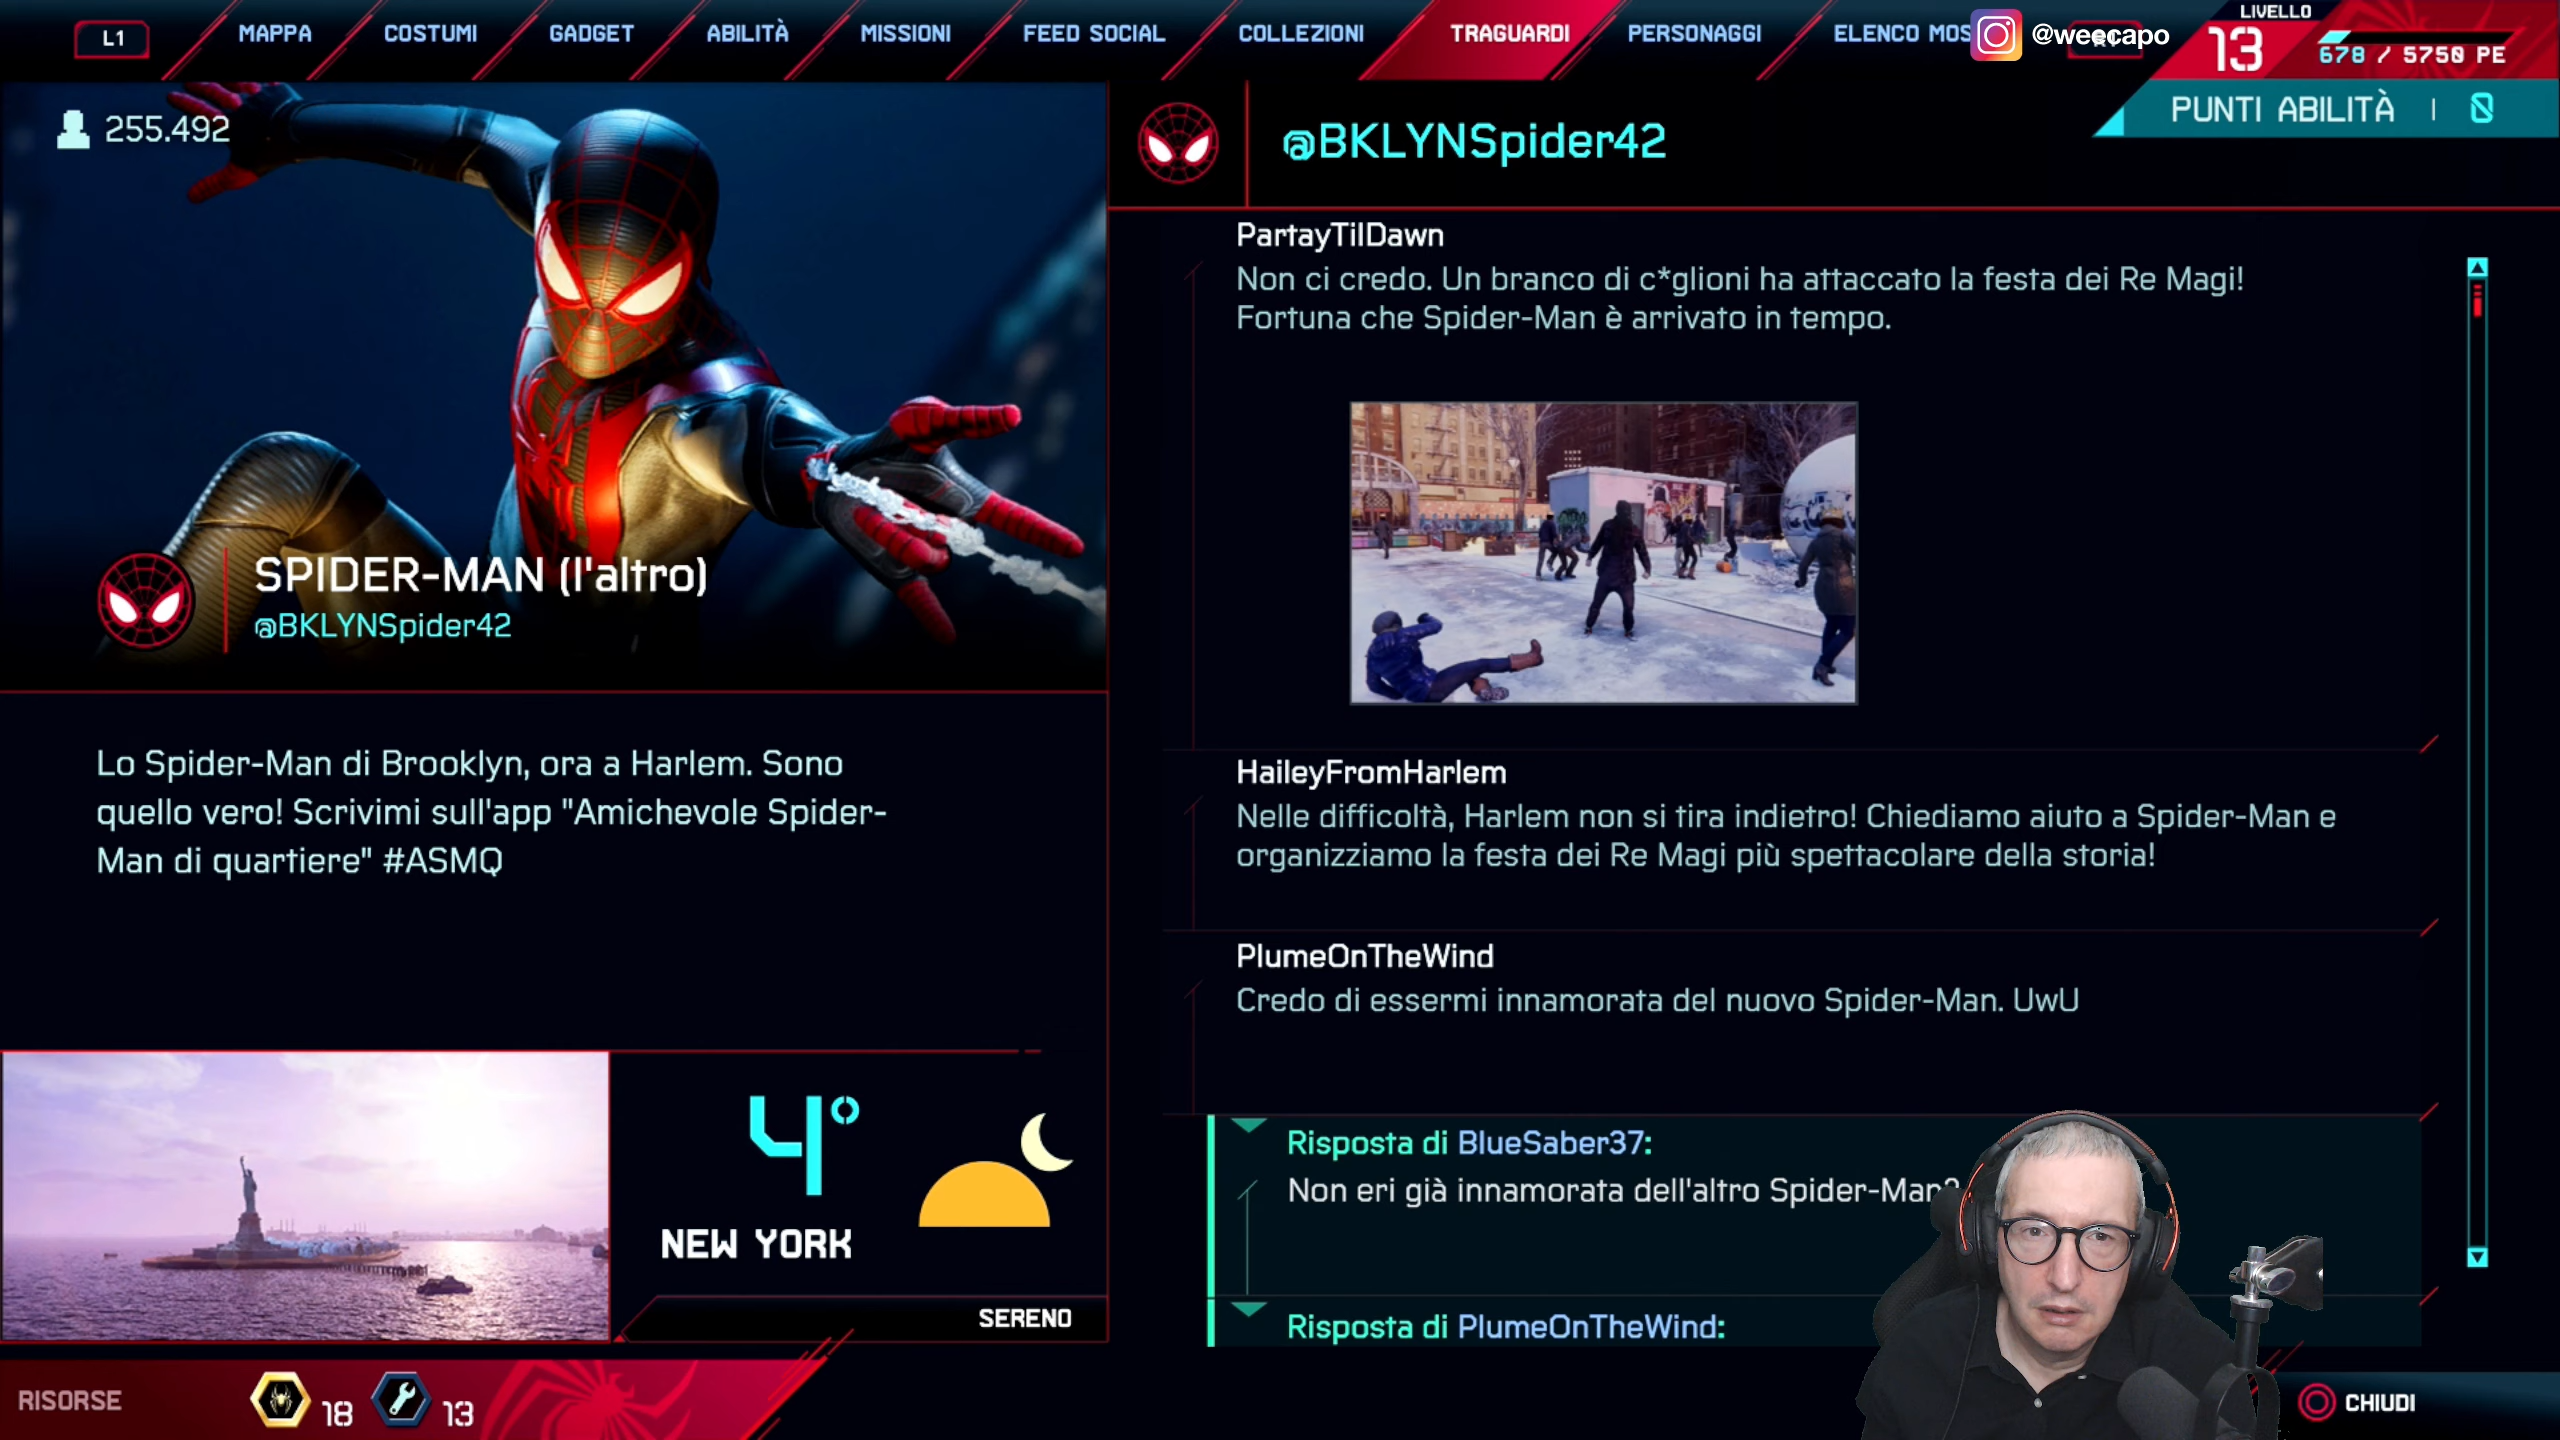 L1
MAPPA
COSTUMI
GADGET
ABILITÀ
MISSIONI
FEED SOCIAL
COLLEZIONI
TRAGUARDI
PERSONAGGI
ELENCO MOS
@weecapo
LIVELLO
13
678 / 5750 PE
PUNTI ABILITÀ | 0
255.492
@BKLYNSpider42
SPIDER-MAN (l'altro)
@BKLYNSpider42
Lo Spider-Man di Brooklyn, ora a Harlem. Sono
quello vero! Scrivimi sull'app "Amichevole Spider-
Man di quartiere" #ASMQ
4°
NEW YORK
SERENO
PartayTilDawn
Non ci credo. Un branco di c*glioni ha attaccato la festa dei Re Magi!
Fortuna che Spider-Man è arrivato in tempo.
HaileyFromHarlem
Nelle difficoltà, Harlem non si tira indietro! Chiediamo aiuto a Spider-Man e
organizziamo la festa dei Re Magi più spettacolare della storia!
PlumeOnTheWind
Credo di essermi innamorata del nuovo Spider-Man. UwU
Risposta di BlueSaber37:
Non eri già innamorata dell'altro Spider-Man?
Risposta di PlumeOnTheWind:
RISORSE
18
13
CHIUDI